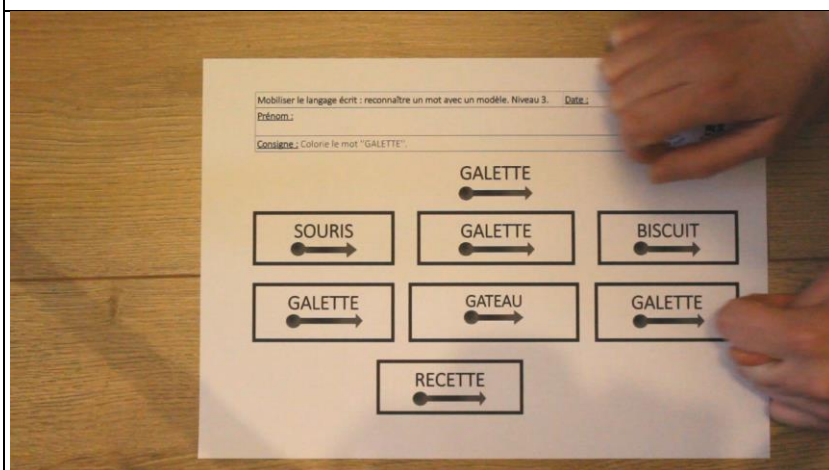 Mobiliser le langage écrit : reconnaître un mot avec un modèle. Niveau 3. Date :
Prénom :
Consigne : Colorie le mot "GALETTE".
GALETTE
SOURIS GALETTE BISCUIT
GALETTE GATEAU GALETTE
RECETTE